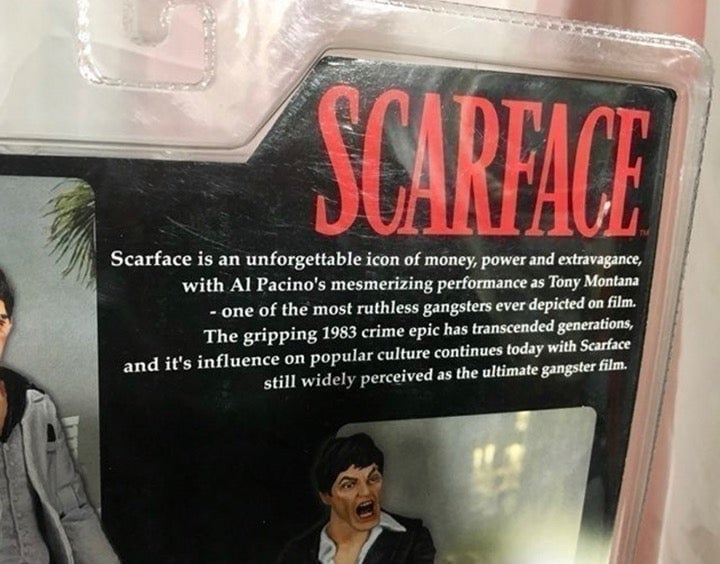 SCARFACE
Scarface is an unforgettable icon of money, power and extravagance,
with Al Pacino's mesmerizing performance as Tony Montana
- one of the most ruthless gangsters ever depicted on film.
The gripping 1983 crime epic has transcended generations,
and it's influence on popular culture continues today with Scarface
still widely perceived as the ultimate gangster film.